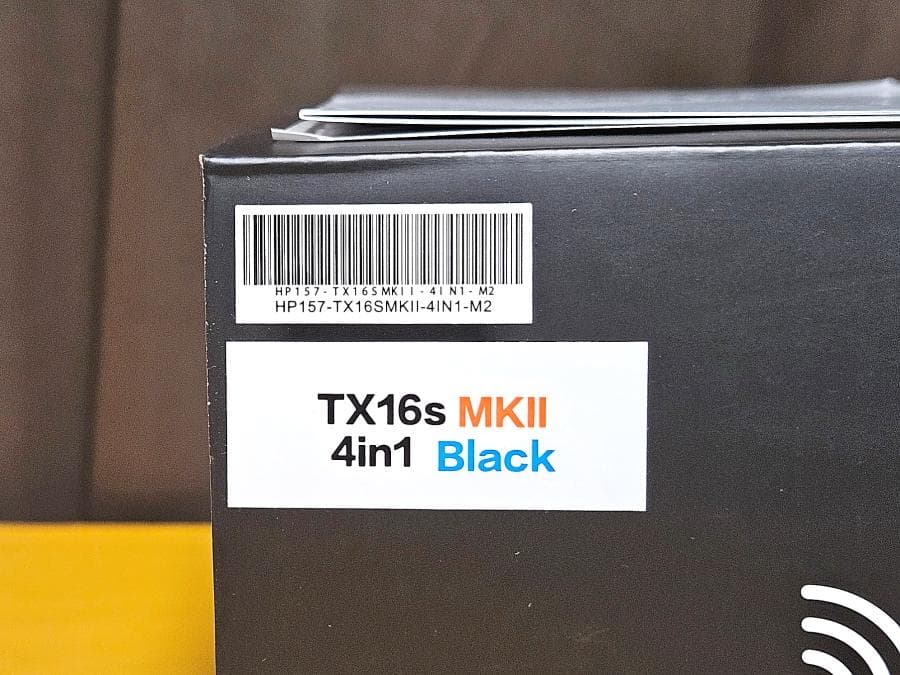 HP157-TX16SMKII-4IN1-M2
HP157-TX16SMKII-4IN1-M2
TX16s MKII
4in1 Black